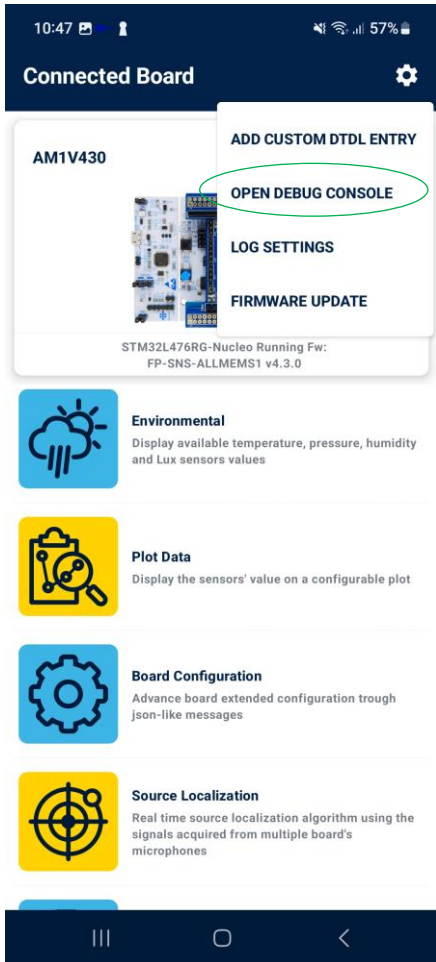 10:47
57%
Connected Board
ADD CUSTOM DTDL ENTRY
AM1V430
OPEN DEBUG CONSOLE
LOG SETTINGS
FIRMWARE UPDATE
STM32L476RG-Nucleo Running Fw:
FP-SNS-ALLMEMS1 v4.3.0
Environmental
Display available temperature, pressure, humidity
and Lux sensors values
Plot Data
Display the sensors' value on a configurable plot
Board Configuration
Advance board extended configuration trough
json-like messages
Source Localization
Real time source localization algorithm using the
signals acquired from multiple board's
microphones